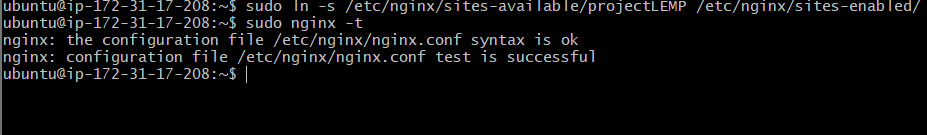 ubuntu@ip-172-31-17-208:~$ sudo ln -s /etc/nginx/sites-available/projectLEMP /etc/nginx/sites-enabled/
ubuntu@ip-172-31-17-208:~$ sudo nginx -t
nginx: the configuration file /etc/nginx/nginx.conf syntax is ok
nginx: configuration file /etc/nginx/nginx.conf test is successful
ubuntu@ip-172-31-17-208:~$